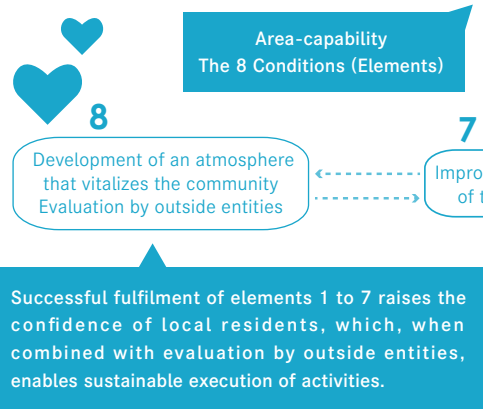 Area-capability
The 8 Conditions (Elements)
8
Development of an atmosphere
that vitalizes the community
Evaluation by outside entities
7
of t
Successful fulfilment of elements 1 to 7 raises the
confidence of local residents, which, when
combined with evaluation by outside entities,
enables sustainable execution of activities.